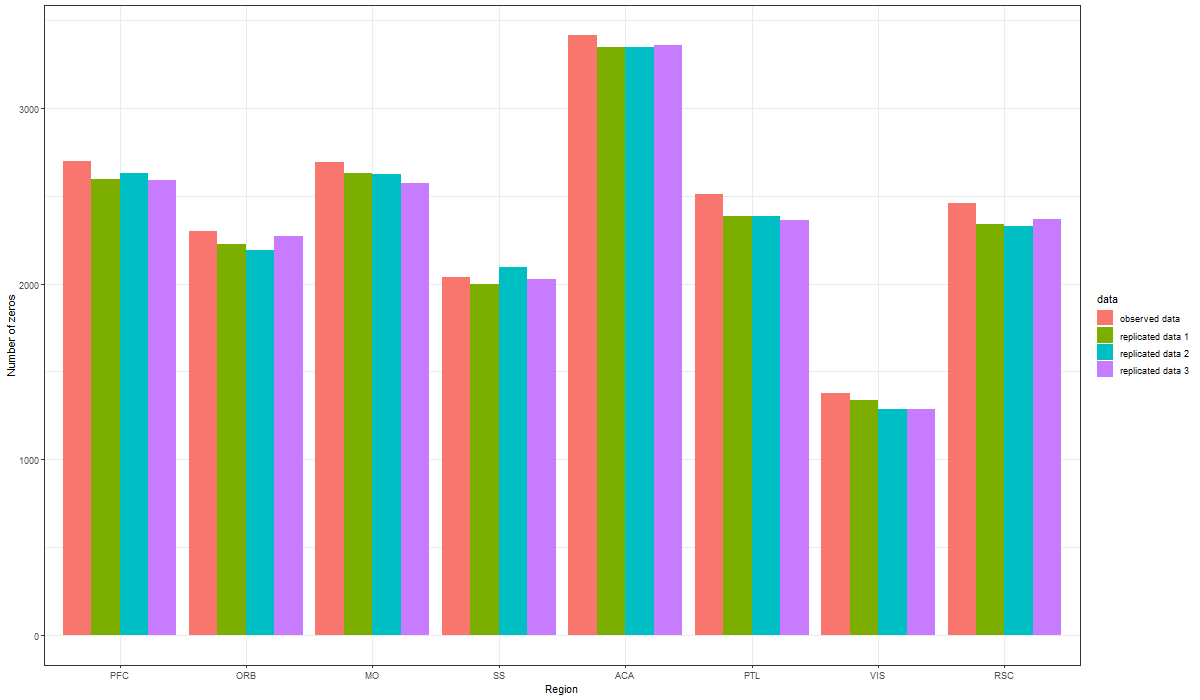 Number of zeros
3000
2000
1000
0
PFC ORB MO SS ACA PTL VIS RSC
Region
data
observed data
replicated data 1
replicated data 2
replicated data 3